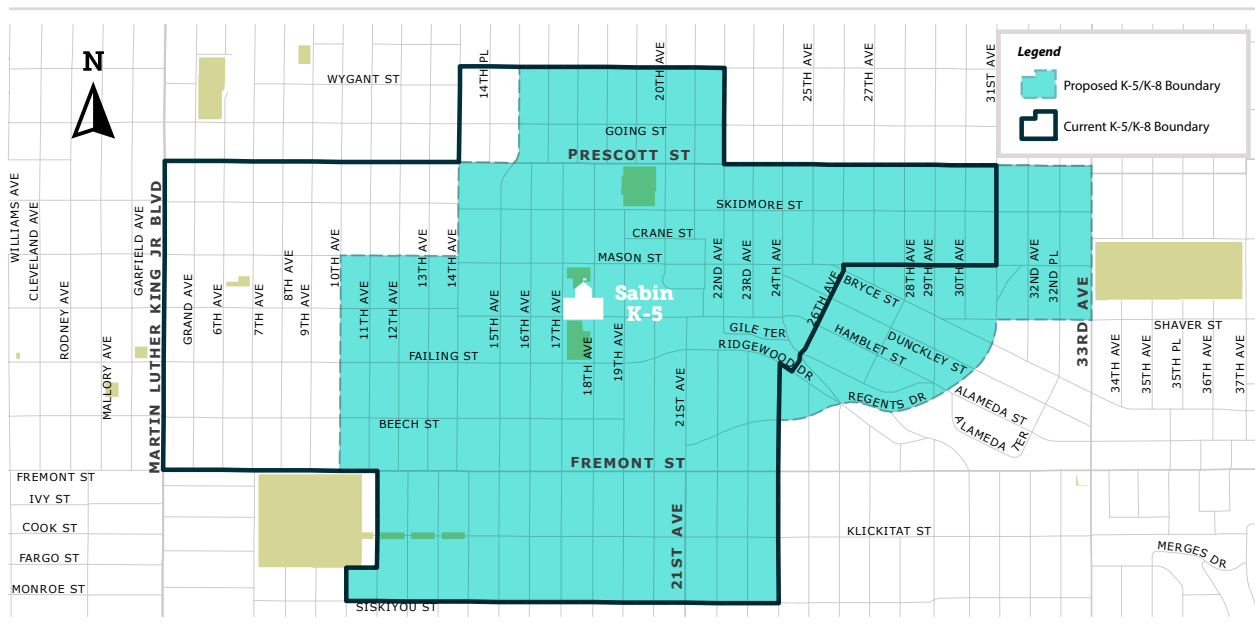 N
WYGANT ST
14TH PL
20TH AVE
25TH AVE
27TH AVE
31ST AVE
Legend
Proposed K-5/K-8 Boundary
Current K-5/K-8 Boundary
GOING ST
PRESCOTT ST
SKIDMORE ST
CRANE ST
MASON ST
WILLIAMS AVE
CLEVELAND AVE
RODNEY AVE
MALLORY AVE
GARFIELD AVE
MARTIN LUTHER KING JR BLVD
GRAND AVE
6TH AVE
7TH AVE
8TH AVE
9TH AVE
10TH AVE
11TH AVE
12TH AVE
13TH AVE
14TH AVE
15TH AVE
16TH AVE
17TH AVE
18TH AVE
19TH AVE
21ST AVE
22ND AVE
23RD AVE
24TH AVE
26TH AVE
28TH AVE
29TH AVE
30TH AVE
32ND AVE
32ND PL
33RD AVE
Sabin
K-5
BRYCE ST
GILE TER
RIDGEWOOD DR
HAMBLET ST
DUNCKLEY ST
REGENTS DR
ALAMEDA ST
ALAMEDA TER
SHAVER ST
34TH AVE
35TH AVE
35TH PL
36TH AVE
37TH AVE
FAILING ST
BEECH ST
FREMONT ST
FREMONT ST
IVY ST
COOK ST
FARGO ST
MONROE ST
21ST AVE
KLICKITAT ST
MERGES DR
SISKIYOU ST